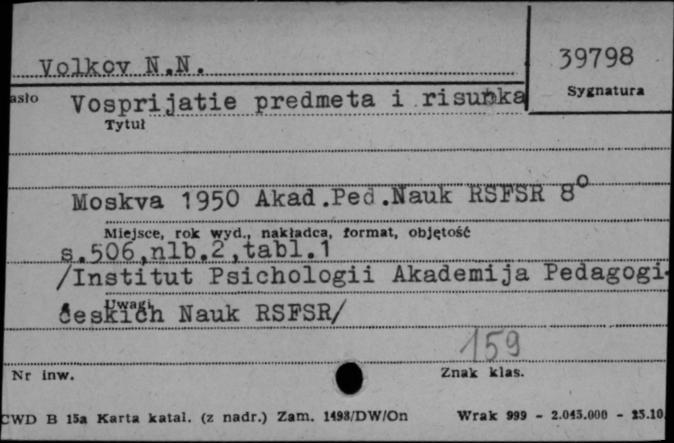 Volkov N.N.
39798
asło
Vosprijatie predmeta i risunka
Sygnatura
Tytuł
Moskva 1950 Akad.Ped.Nauk RSFSR 8°
Miejsce, rok wyd., nakładca, format, objętość
s.506,nlb.2,tabl.1
/Institut Psichologii Akademija Pedagogi-
Uwagi
českich Nauk RSFSR/
159
Nr inw.
Znak klas.
CWD B 15a Karta katal. (z nadr.) Zam. 1498/DW/On Wrak 999 - 2.045.000 - 25.10